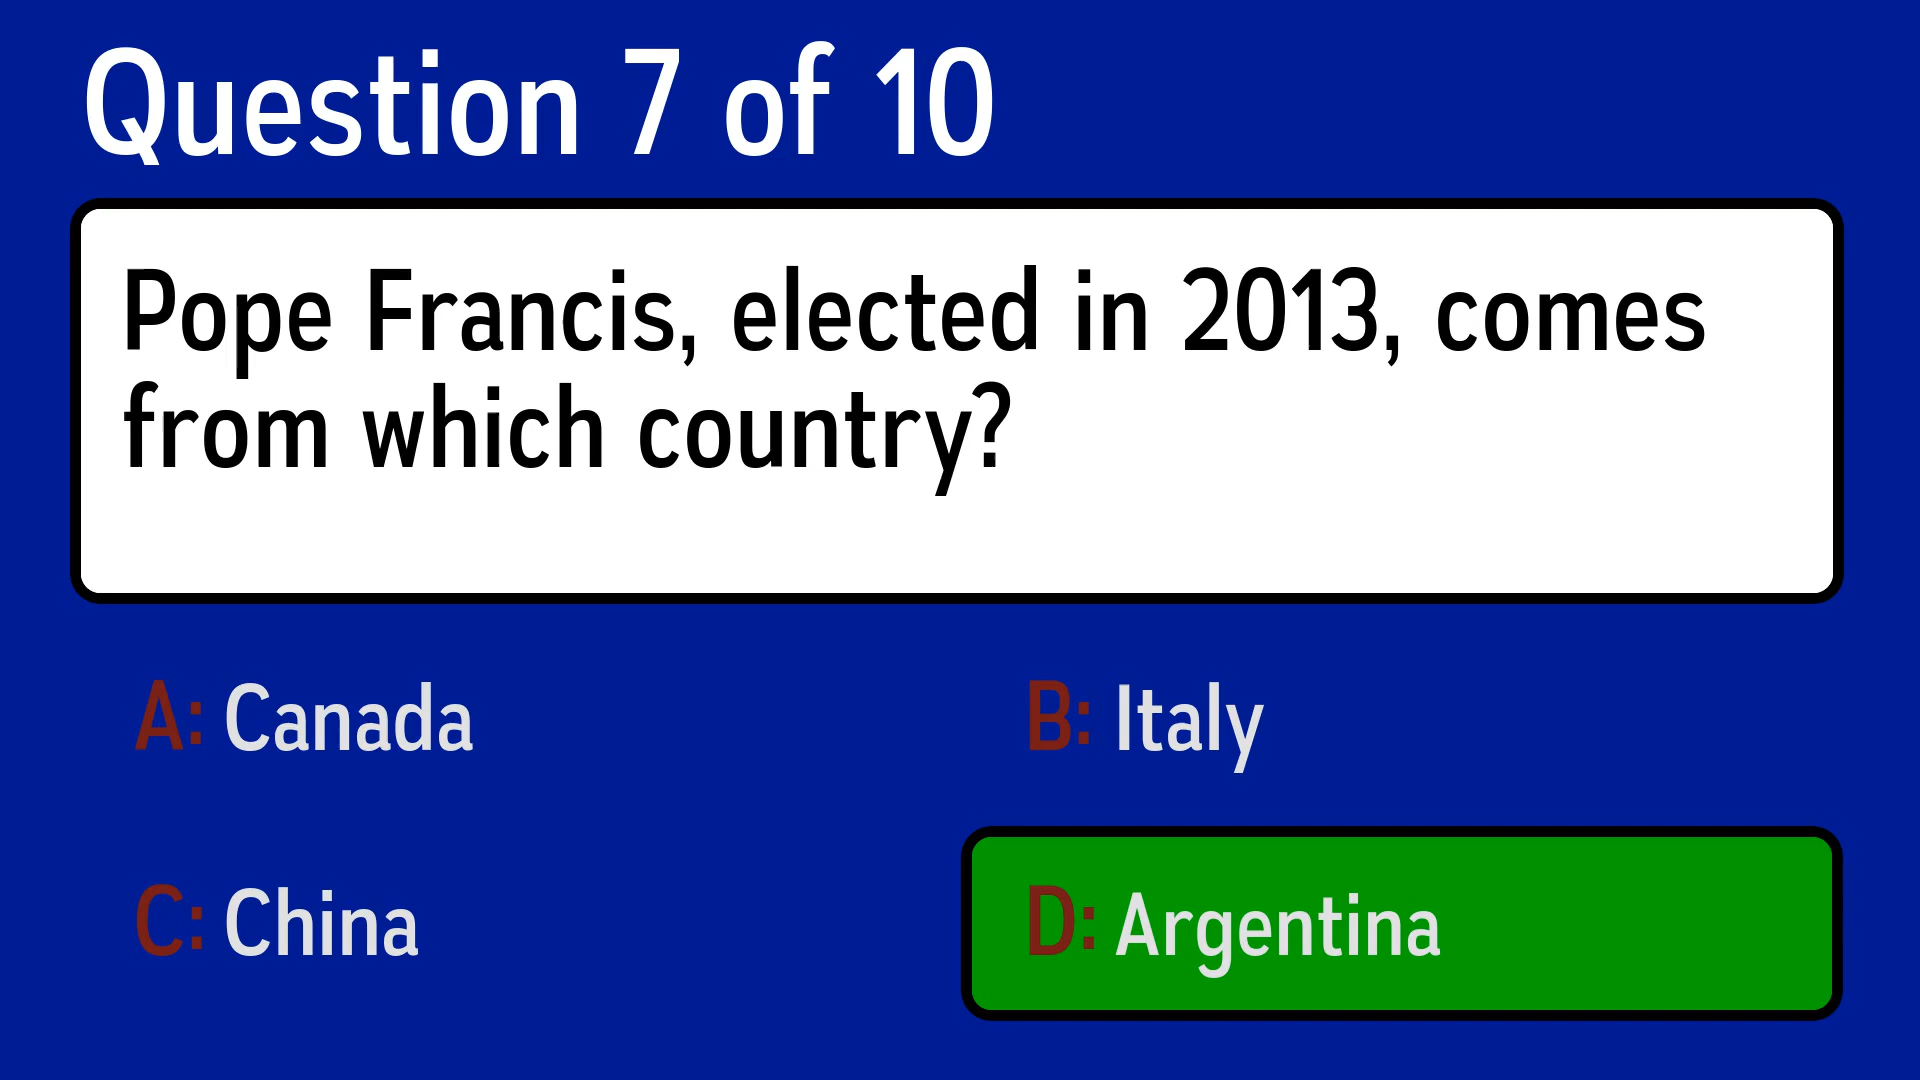 Question 7 of 10
Pope Francis, elected in 2013, comes
from which country?
A: Canada
B: Italy
C: China
D: Argentina